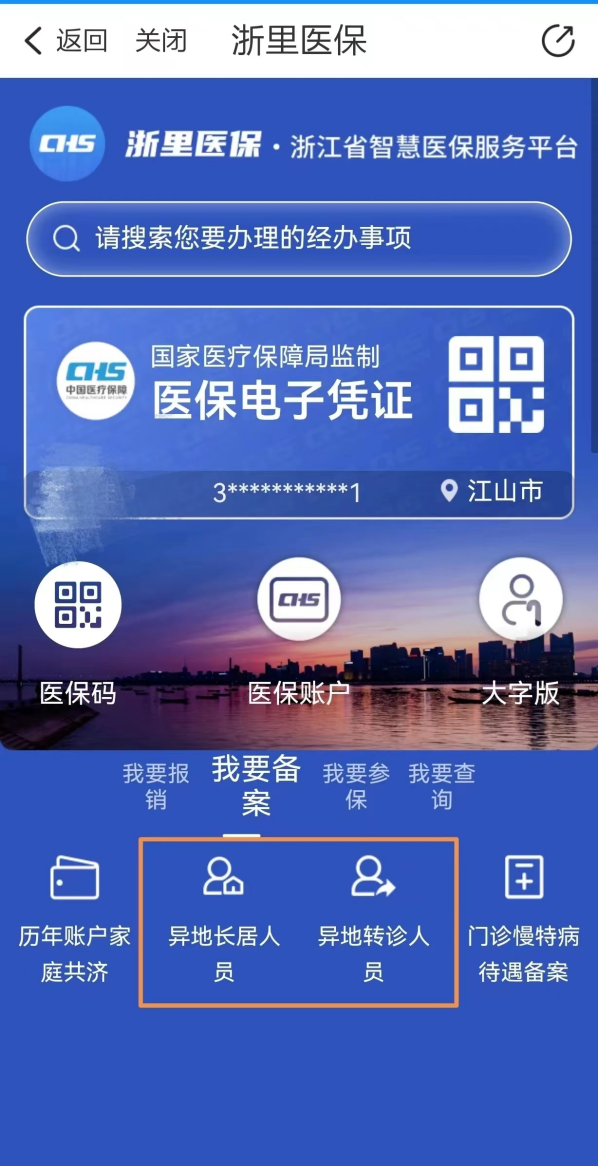 返回 关闭 浙里医保
CHS 浙里医保·浙江省智慧医保服务平台
请搜索您要办理的经办事项
国家医疗保障局监制
CHS
中国医疗保障
医保电子凭证
3***********1 江山市
CHS
医保码 医保账户 大字版
我要报销 我要备案 我要参保 我要查询
历年账户家 异地长居人 异地转诊人 门诊慢特病
庭共济 员 员 待遇备案